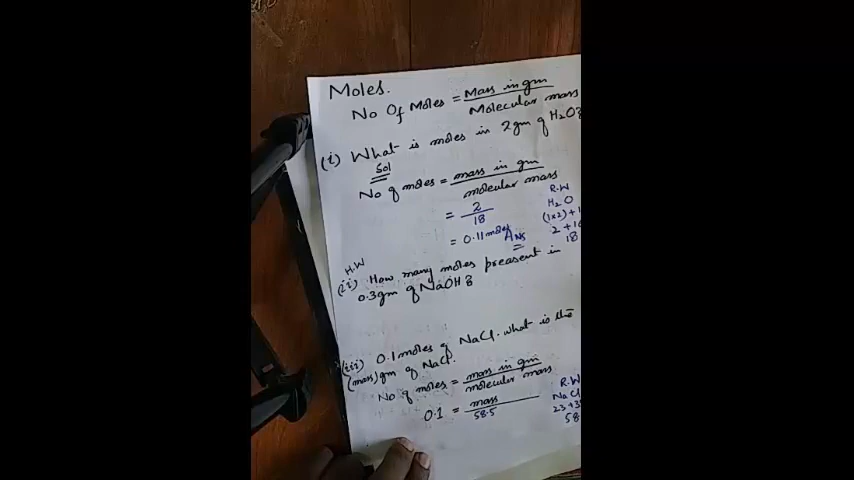 Moles.
No Of Moles = Mass in gm
Molecular mass
(i) What is moles in 2gm of H2O?
Sol
No of moles = mass in gm
molecular mass
= 2
18
= 0.11 moles Ans
R.W
H2O
(1x2)+1
2+16
18
H.W
(ii) How many moles preasent in
0.3gm of NaOH?
(iii) 0.1 moles of NaCl. what is the
(mass)gm of NaCl.
No of moles = mass in gm
molecular mass
0.1 = mass
58.5
R.W
NaCl
23+3
58